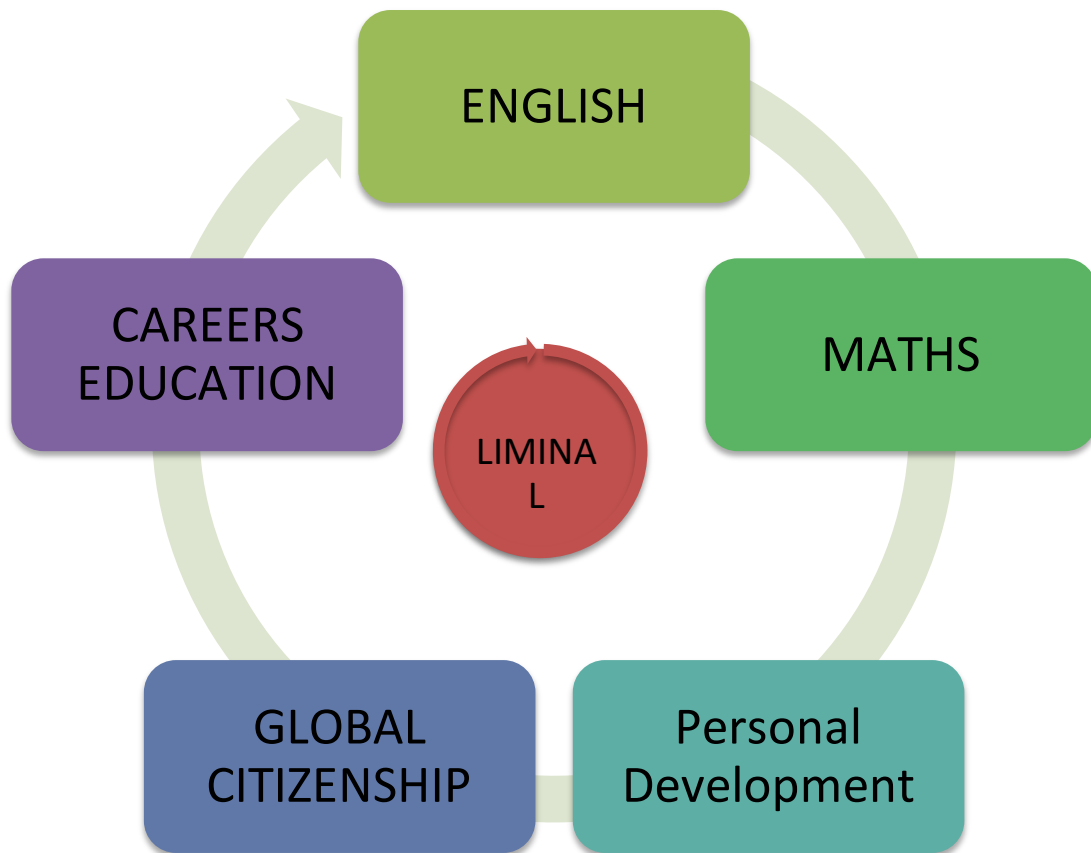 ENGLISH
MATHS
Personal
Development
GLOBAL
CITIZENSHIP
CAREERS
EDUCATION
LIMINA
L